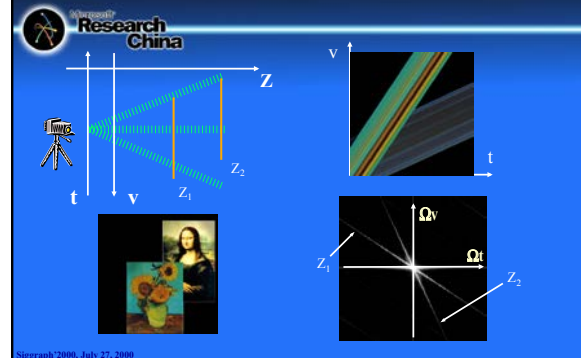 Microsoft
Research
China
Z
Z₂
Z₁
t
v
v
t
Ωv
Ωt
Z₁
Z₂
Siggraph'2000, July 27, 2000